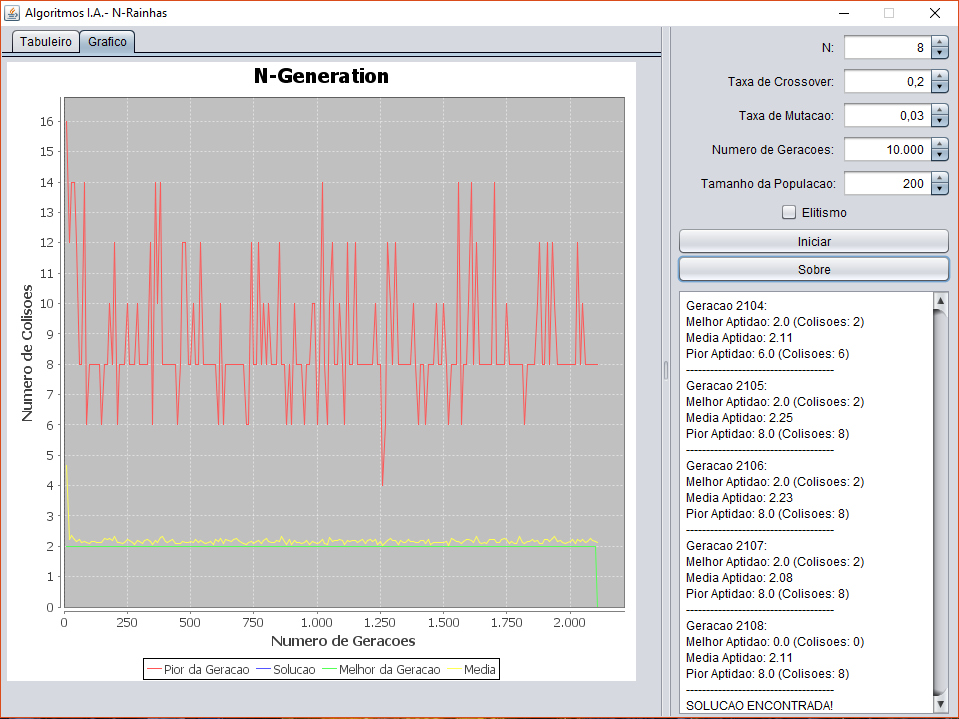 Algoritmos I.A.- N-Rainhas
Tabuleiro
Grafico
N-Generation
Numero de Colisoes
16
15
14
13
12
11
10
9
8
7
6
5
4
3
2
1
0
0 250 500 750 1.000 1.250 1.500 1.750 2.000
Numero de Geracoes
Pior da Geracao Solucao Melhor da Geracao Media
N: 8
Taxa de Crossover: 0,2
Taxa de Mutacao: 0,03
Numero de Geracoes: 10.000
Tamanho da Populacao: 200
Elitismo
Iniciar
Sobre
Geracao 2104:
Melhor Aptidao: 2.0 (Colisoes: 2)
Media Aptidao: 2.11
Pior Aptidao: 6.0 (Colisoes: 6)
-------------------------------------
Geracao 2105:
Melhor Aptidao: 2.0 (Colisoes: 2)
Media Aptidao: 2.25
Pior Aptidao: 8.0 (Colisoes: 8)
-------------------------------------
Geracao 2106:
Melhor Aptidao: 2.0 (Colisoes: 2)
Media Aptidao: 2.23
Pior Aptidao: 8.0 (Colisoes: 8)
-------------------------------------
Geracao 2107:
Melhor Aptidao: 2.0 (Colisoes: 2)
Media Aptidao: 2.08
Pior Aptidao: 8.0 (Colisoes: 8)
-------------------------------------
Geracao 2108:
Melhor Aptidao: 0.0 (Colisoes: 0)
Media Aptidao: 2.11
Pior Aptidao: 8.0 (Colisoes: 8)
-------------------------------------
SOLUCAO ENCONTRADA!